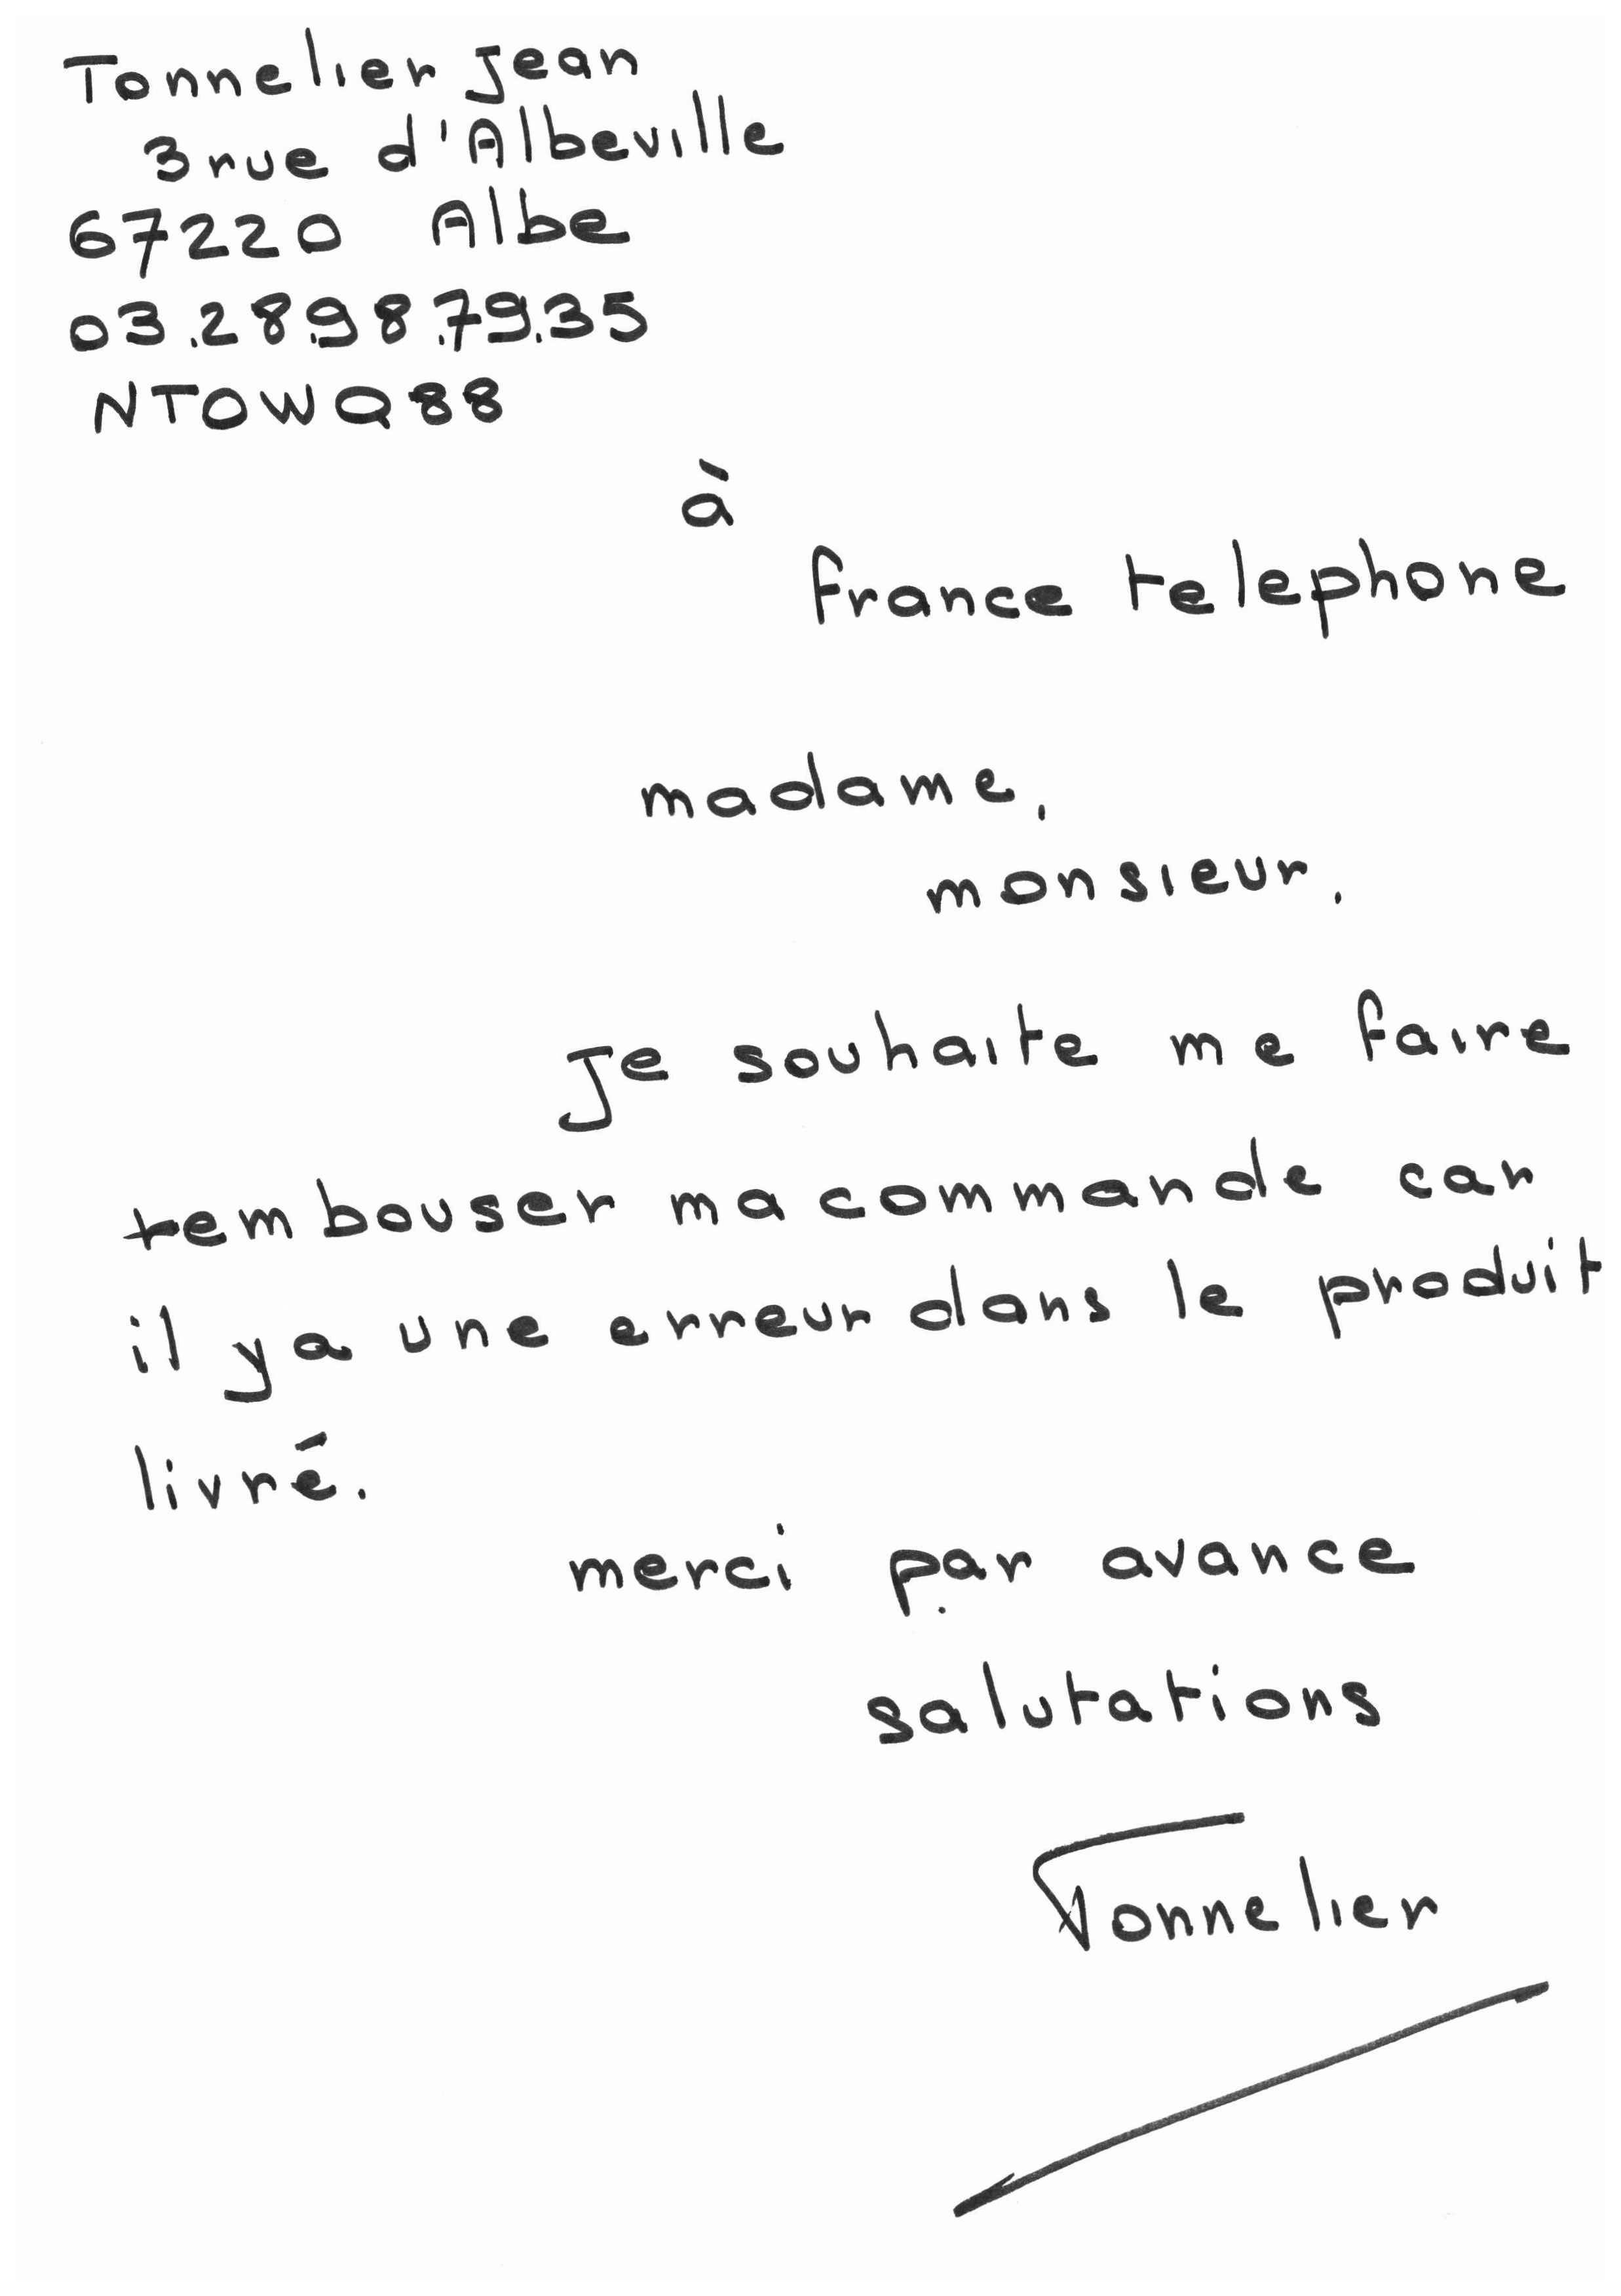 Tonnelier Jean
3 rue d'Albeville
67220 Albe
03.28.98.79.35
NTOWQ88
à
france telephone
madame,
monsieur,
Je souhaite me faire
rembouser ma commande car
il y a une erreur dans le produit
livré.
merci par avance
salutations
Tonnelier